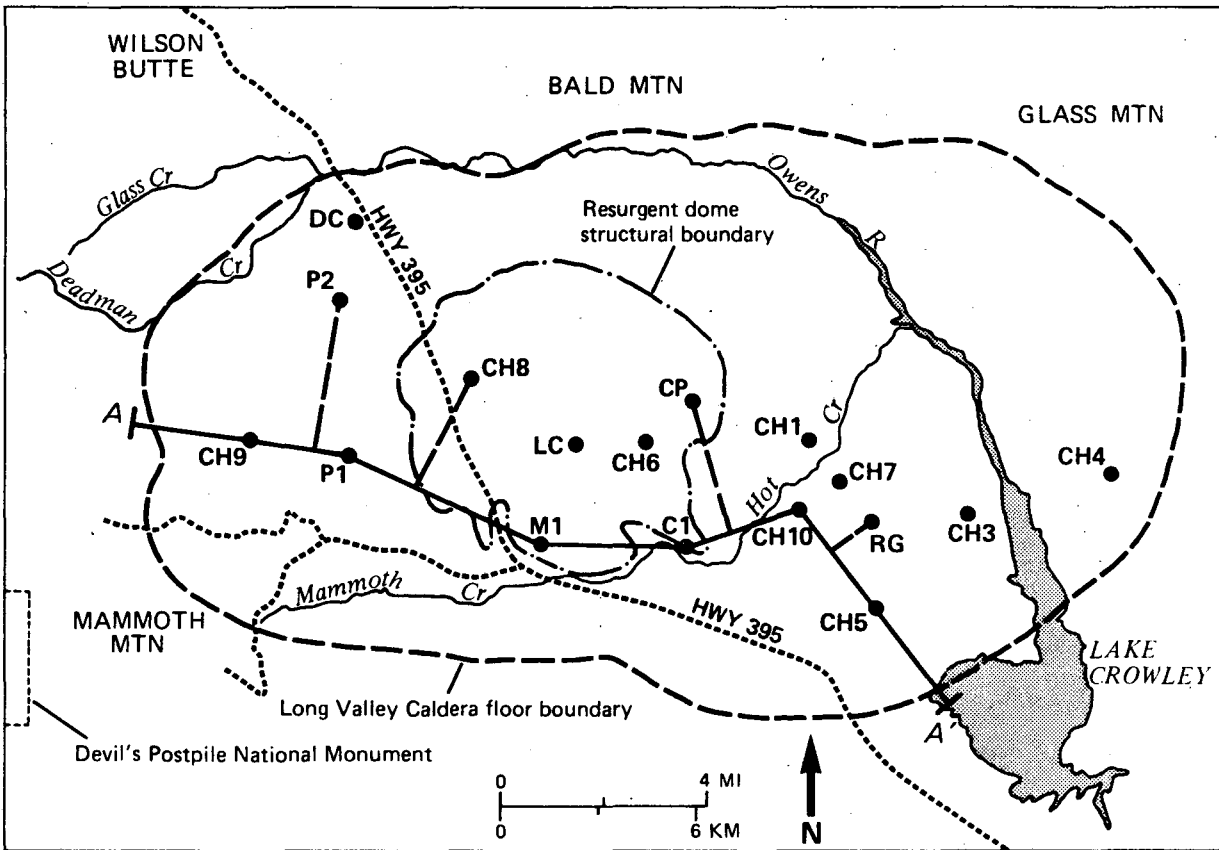 WILSON
BUTTE
BALD MTN
GLASS MTN
Glass Cr
Owens
R
HWY 395
Resurgent dome
structural boundary
DC
Cr
Deadman
P2
CH8
CP
A
CH9
P1
LC
CH6
CH1
Cr
Hot
CH7
CH4
M1
C1
CH10
RG
CH3
Mammoth
Cr
MAMMOTH
MTN
HWY 395
CH5
LAKE
CROWLEY
Long Valley Caldera floor boundary
A'
Devil's Postpile National Monument
0
4 MI
0
6 KM
N